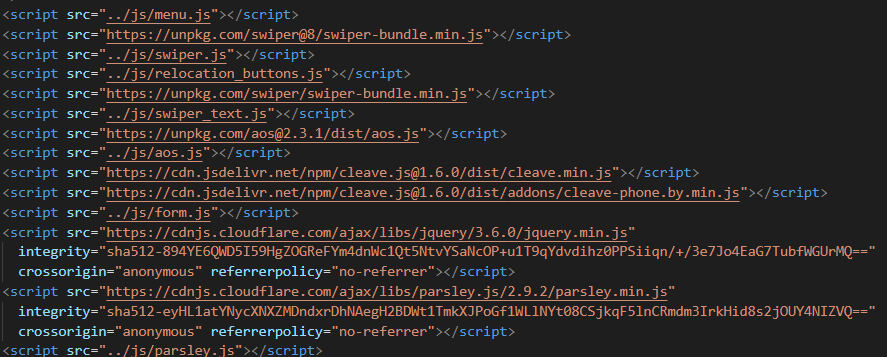 <script src="../js/menu.js"></script>
<script src="https://unpkg.com/swiper@8/swiper-bundle.min.js"></script>
<script src="../js/swiper.js"></script>
<script src="../js/relocation_buttons.js"></script>
<script src="https://unpkg.com/swiper/swiper-bundle.min.js"></script>
<script src="../js/swiper_text.js"></script>
<script src="https://unpkg.com/aos@2.3.1/dist/aos.js"></script>
<script src="../js/aos.js"></script>
<script src="https://cdn.jsdelivr.net/npm/cleave.js@1.6.0/dist/cleave.min.js"></script>
<script src="https://cdn.jsdelivr.net/npm/cleave.js@1.6.0/dist/addons/cleave-phone.by.min.js"></script>
<script src="../js/form.js"></script>
<script src="https://cdnjs.cloudflare.com/ajax/libs/jquery/3.6.0/jquery.min.js"
integrity="sha512-894YE6QWD5I59HgZOGReFYm4dnWc1Qt5NtvYSaNcOP+u1T9qYdvdihz0PPSiiqn/+/3e7Jo4EaG7TubfWGUrMQ=="
crossorigin="anonymous" referrerpolicy="no-referrer"></script>
<script src="https://cdnjs.cloudflare.com/ajax/libs/parsley.js/2.9.2/parsley.min.js"
integrity="sha512-eyHL1atYNycXNXZMDndxrDhNAegH2BDWt1TmkXJPoGf1WLlNYt08CSjkqF5lnCRmdm3IrkHid8s2jOUY4NIZVQ=="
crossorigin="anonymous" referrerpolicy="no-referrer"></script>
<script src="../js/parsley.js"></script>